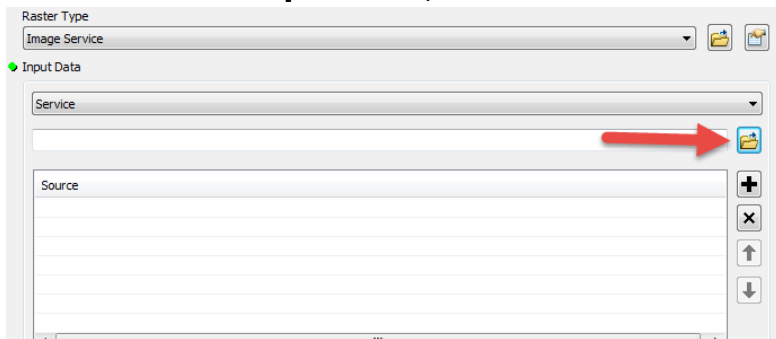 Raster Type
Image Service
Input Data
Service
Source